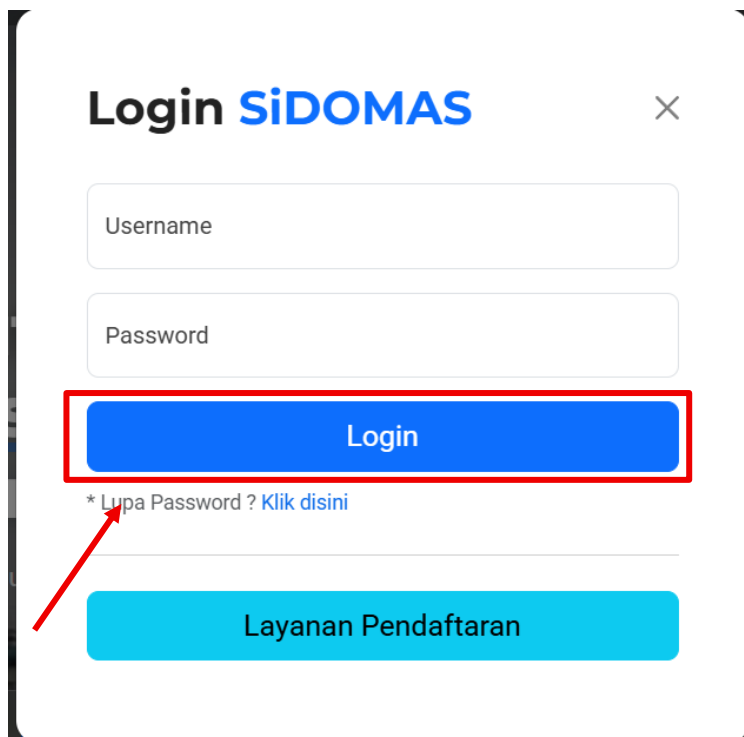 Login SiDOMAS
Username
Password
Login
* Lupa Password ? Klik disini
Layanan Pendaftaran